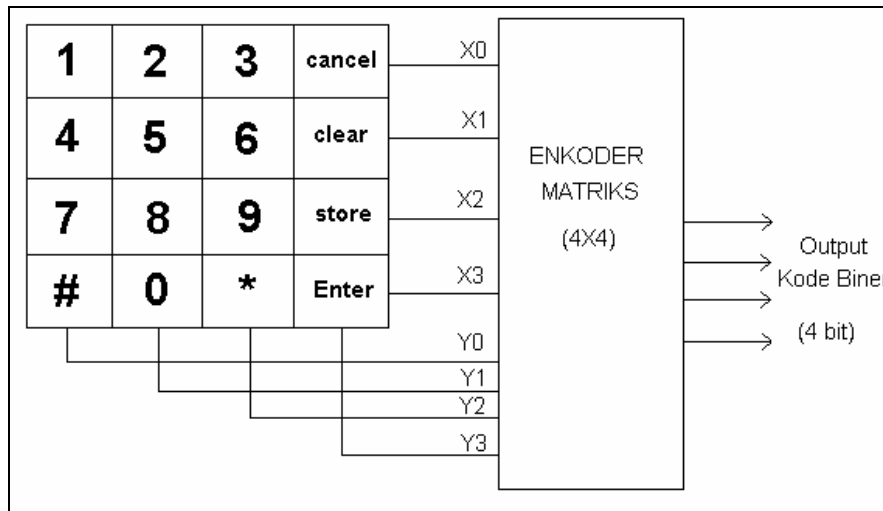 1 2 3 cancel
4 5 6 clear
7 8 9 store
# 0 * Enter
X0
X1
X2
X3
Y0
Y1
Y2
Y3
ENKODER
MATRIKS
(4X4)
Output
Kode Biner
(4 bit)